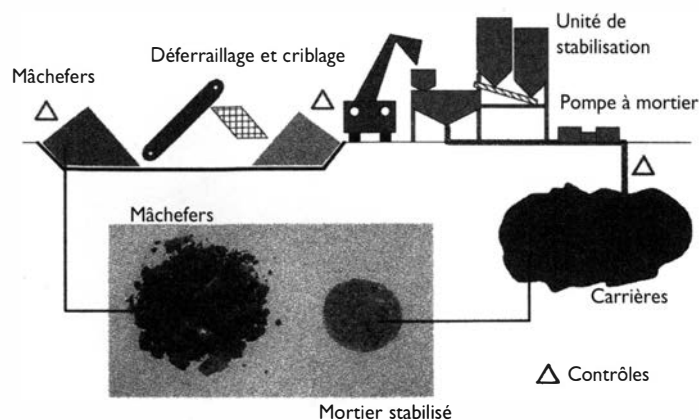 Unité de
stabilisation
Déferraillage et criblage
Mâchefers
Pompe à mortier
Mâchefers
Carrières
Contrôles
Mortier stabilisé